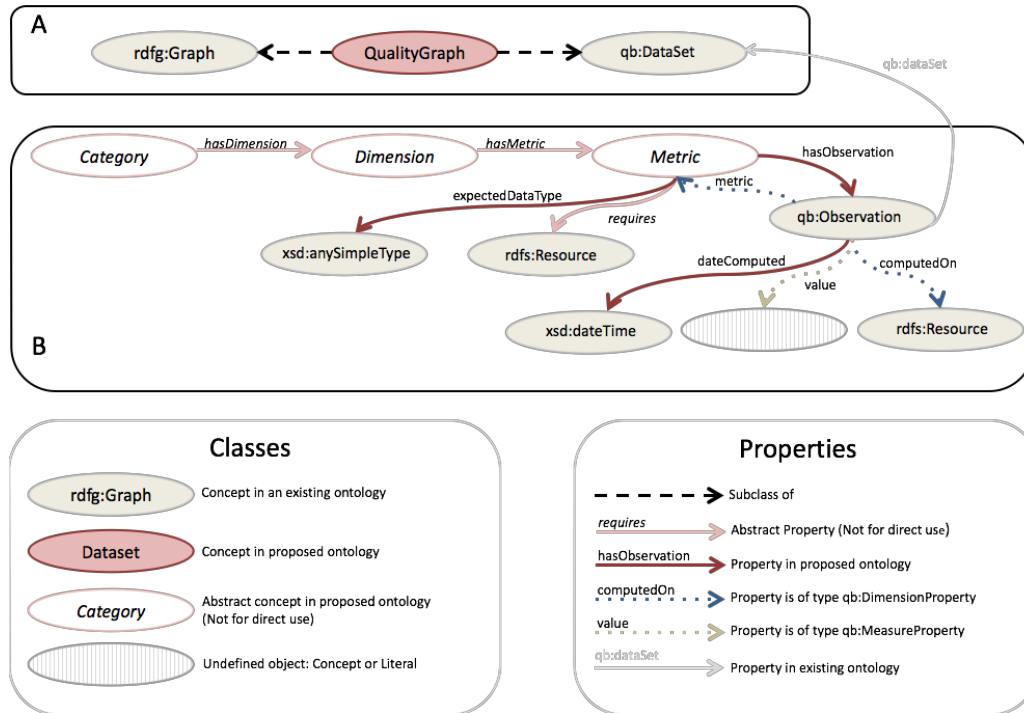 A
rdfg:Graph
QualityGraph
qb:DataSet
qb:dataSet
Category
hasDimension
Dimension
hasMetric
Metric
hasObservation
metric
expectedDataType
requires
qb:Observation
xsd:anySimpleType
rdfs:Resource
dateComputed
computedOn
value
xsd:dateTime
rdfs:Resource
B
Classes
rdfg:Graph
Concept in an existing ontology
Dataset
Concept in proposed ontology
Category
Abstract concept in proposed ontology
(Not for direct use)
Undefined object: Concept or Literal
Properties
Subclass of
requires
Abstract Property (Not for direct use)
hasObservation
Property in proposed ontology
computedOn
Property is of type qb:DimensionProperty
value
Property is of type qb:MeasureProperty
qb:dataSet
Property in existing ontology